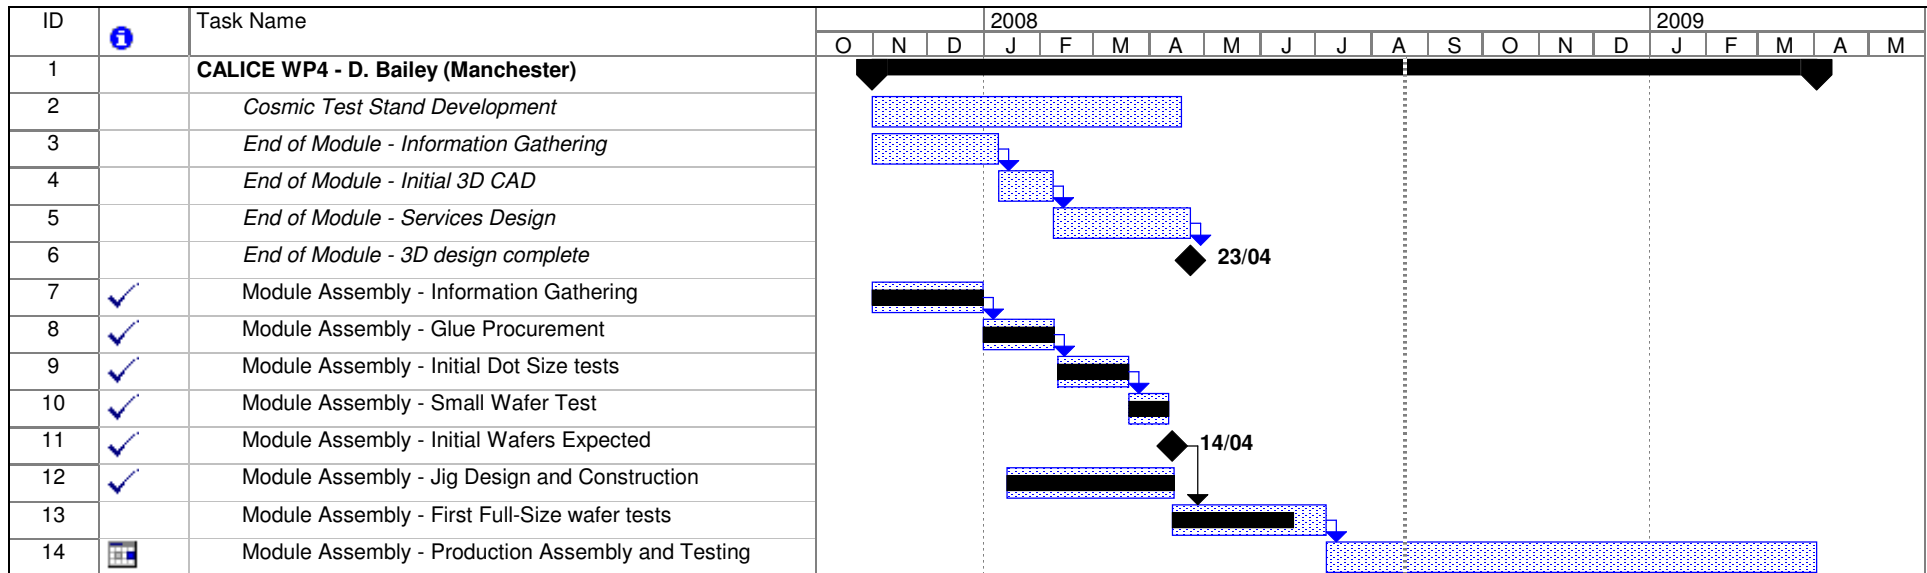 ID Task Name 2008 2009
O N D J F M A M J J A S O N D J F M A M
1 CALICE WP4 - D. Bailey (Manchester)
2 Cosmic Test Stand Development
3 End of Module - Information Gathering
4 End of Module - Initial 3D CAD
5 End of Module - Services Design
6 End of Module - 3D design complete 23/04
7 Module Assembly - Information Gathering
8 Module Assembly - Glue Procurement
9 Module Assembly - Initial Dot Size tests
10 Module Assembly - Small Wafer Test
11 Module Assembly - Initial Wafers Expected 14/04
12 Module Assembly - Jig Design and Construction
13 Module Assembly - First Full-Size wafer tests
14 Module Assembly - Production Assembly and Testing